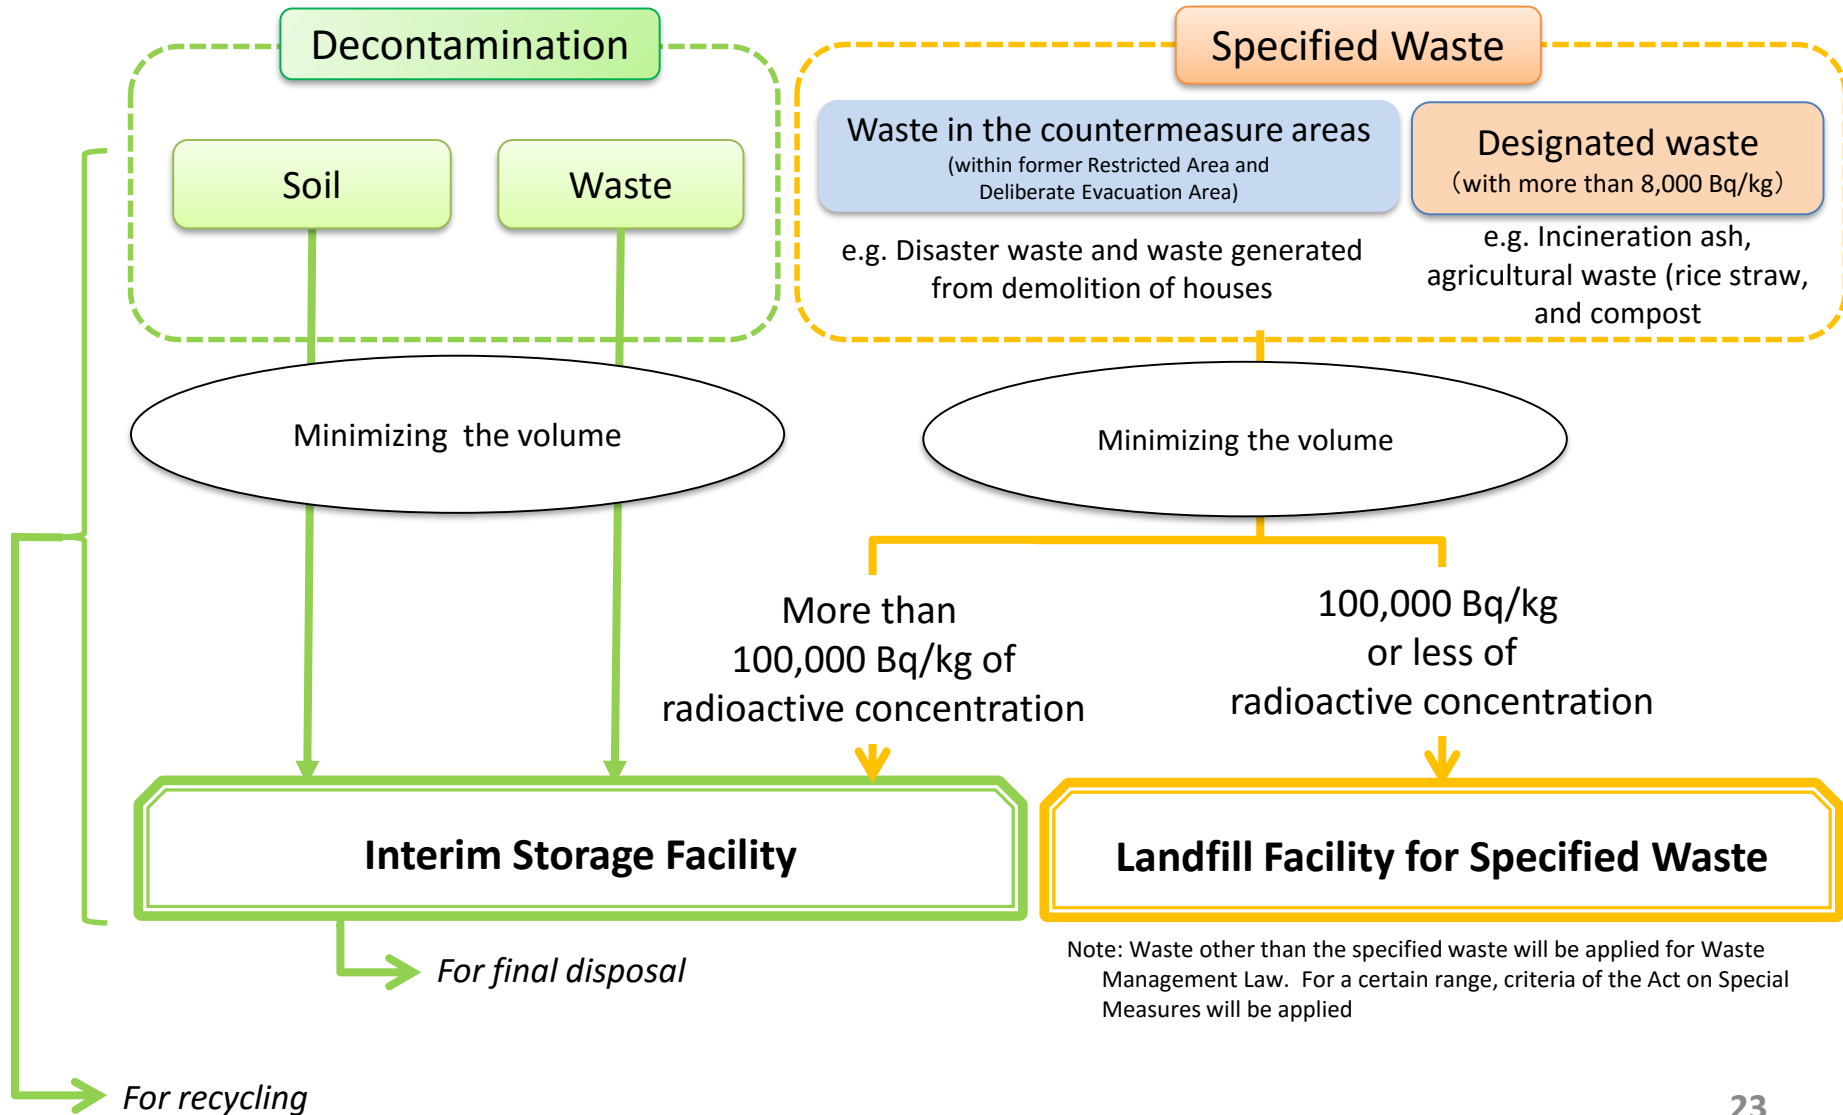 Decontamination
Specified Waste
Soil
Waste
Waste in the countermeasure areas
(within former Restricted Area and
Deliberate Evacuation Area)
e.g. Disaster waste and waste generated
from demolition of houses
Designated waste
（with more than 8,000 Bq/kg）
e.g. Incineration ash,
agricultural waste (rice straw,
and compost
Minimizing the volume
Minimizing the volume
More than
100,000 Bq/kg of
radioactive concentration
100,000 Bq/kg
or less of
radioactive concentration
Interim Storage Facility
Landfill Facility for Specified Waste
For final disposal
Note: Waste other than the specified waste will be applied for Waste
Management Law. For a certain range, criteria of the Act on Special
Measures will be applied
For recycling
23